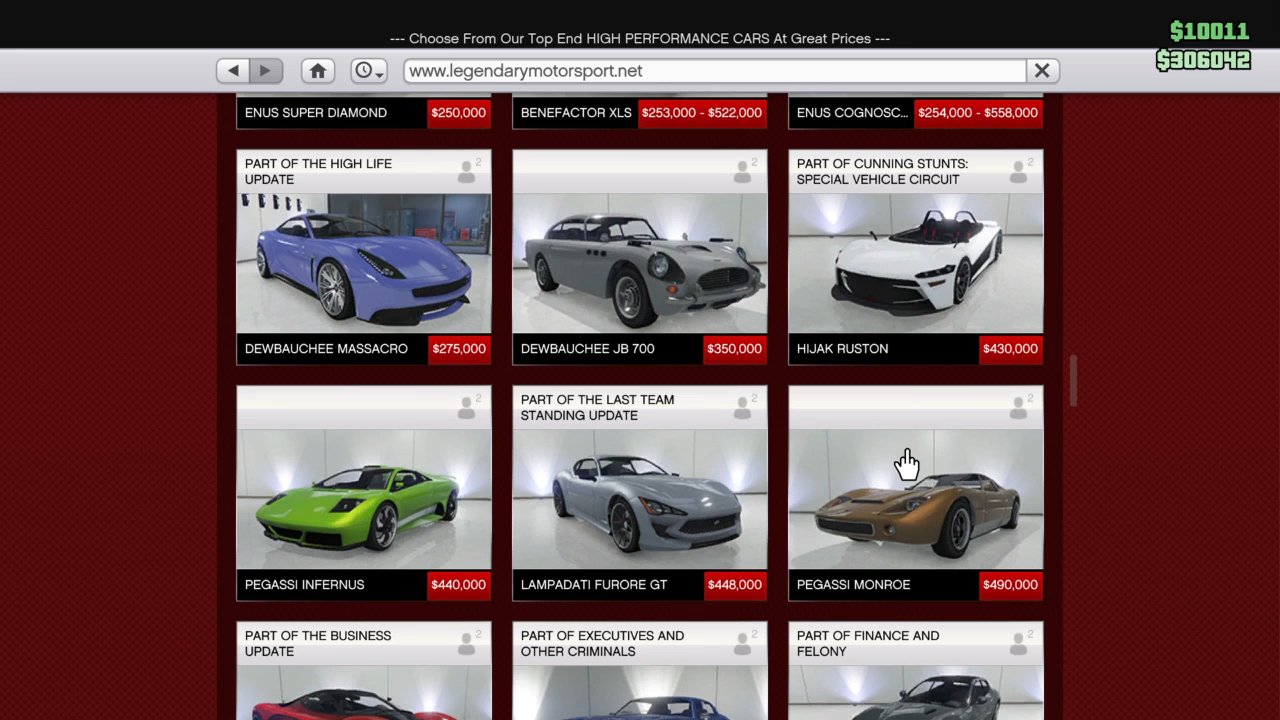 --- Choose From Our Top End HIGH PERFORMANCE CARS At Great Prices ---
$10011
$306042
www.legendarymotorsport.net
ENUS SUPER DIAMOND $250,000
BENEFACTOR XLS $253,000 - $522,000
ENUS COGNOSC... $254,000 - $558,000
PART OF THE HIGH LIFE
UPDATE
2
DEWBAUCHEE MASSACRO $275,000
2
DEWBAUCHEE JB 700 $350,000
PART OF CUNNING STUNTS:
SPECIAL VEHICLE CIRCUIT
2
HIJAK RUSTON $430,000
2
PEGASSI INFERNUS $440,000
PART OF THE LAST TEAM
STANDING UPDATE
2
LAMPADATI FURORE GT $448,000
2
PEGASSI MONROE $490,000
PART OF THE BUSINESS
UPDATE
2
PART OF EXECUTIVES AND
OTHER CRIMINALS
2
PART OF FINANCE AND
FELONY
2